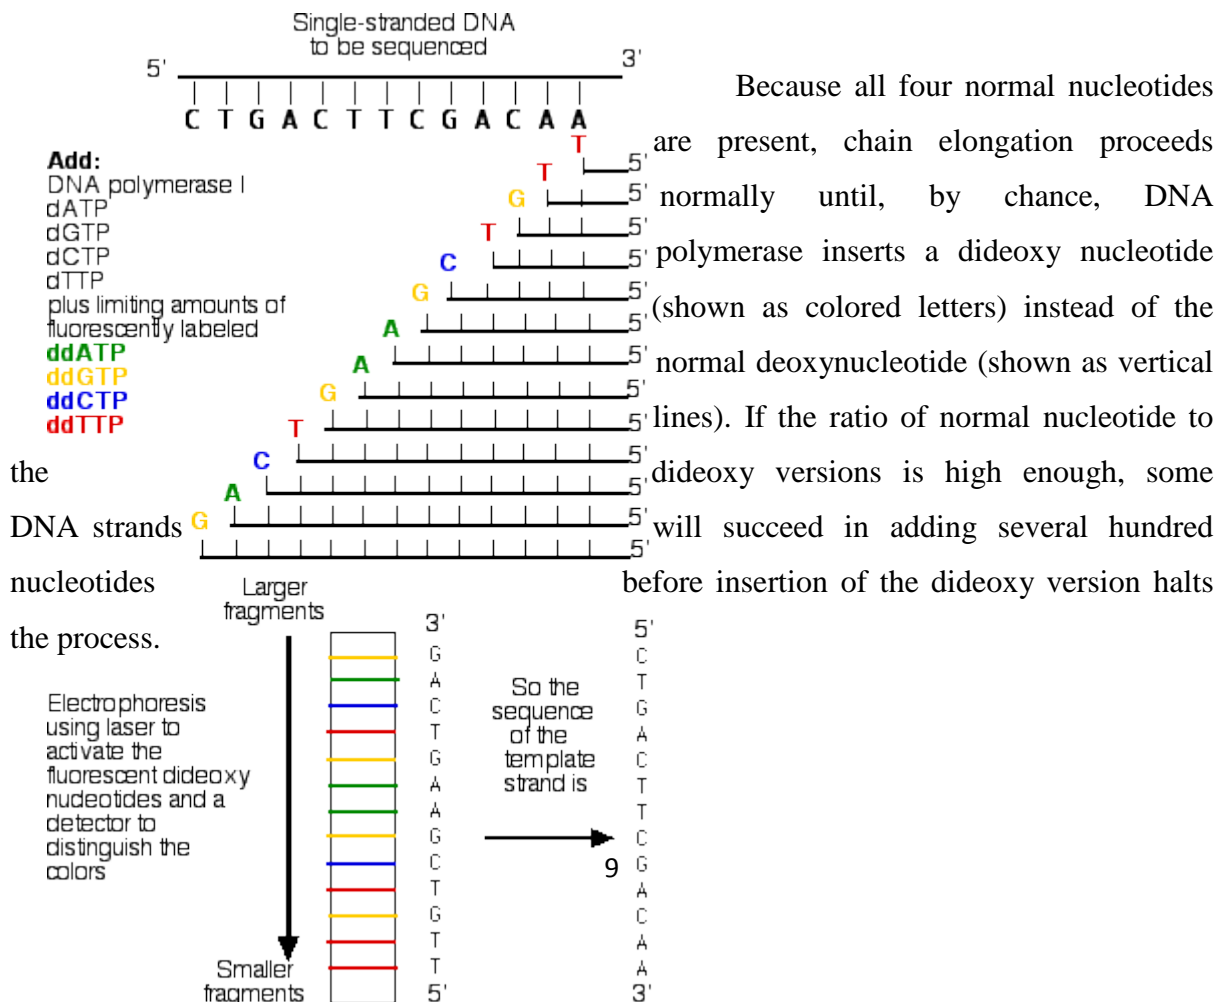 Single-stranded DNA
to be sequenced
5' 3'
C T G A C T T C G A C A A
Add:
DNA polymerase I
dATP
dGTP
dCTP
dTTP
plus limiting amounts of
fluorescently labeled
ddATP
ddGTP
ddCTP
ddTTP
T 5'
T 5'
G 5'
T 5'
C 5'
G 5'
A 5'
A 5'
G 5'
T 5'
C 5'
A 5'
G 5'
Because all four normal nucleotides
are present, chain elongation proceeds
normally until, by chance, DNA
polymerase inserts a dideoxy nucleotide
(shown as colored letters) instead of the
normal deoxynucleotide (shown as vertical
lines). If the ratio of normal nucleotide to
the dideoxy versions is high enough, some
DNA strands will succeed in adding several hundred
nucleotides before insertion of the dideoxy version halts
the process.
Larger
fragments
Electrophoresis
using laser to
activate the
fluorescent dideoxy
nucleotides and a
detector to
distinguish the
colors
Smaller
fragments
3'
G
A
C
T
G
A
A
G
C
T
G
T
T
5'
So the
sequence
of the
template
strand is
9
5'
C
T
G
A
C
T
T
C
G
A
C
A
A
3'